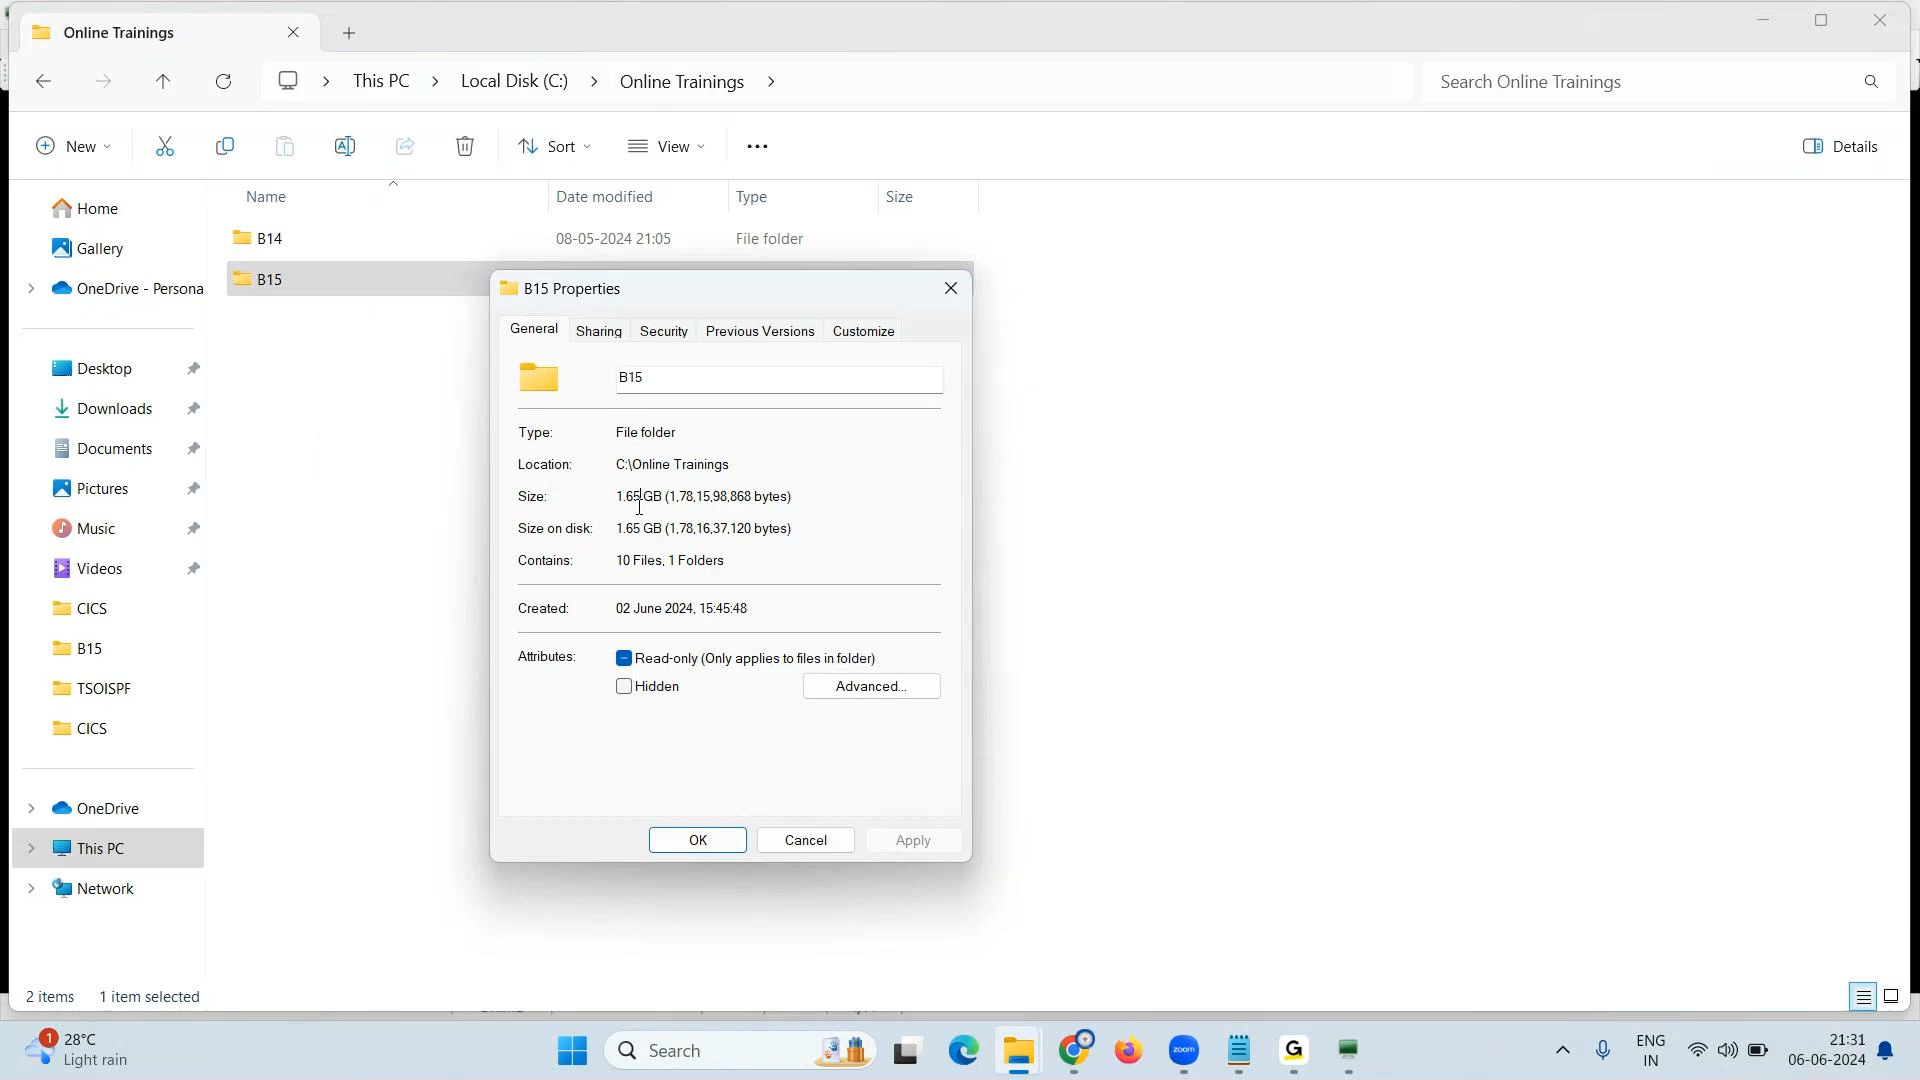 Online Trainings
This PC
Local Disk (C:)
Online Trainings
Search Online Trainings
New
Sort
View
Details
Name
Date modified
Type
Size
Home
Gallery
OneDrive - Persona
Desktop
Downloads
Documents
Pictures
Music
Videos
CICS
B15
TSOISPF
CICS
OneDrive
This PC
Network
B14
08-05-2024 21:05
File folder
B15
B15 Properties
General
Sharing
Security
Previous Versions
Customize
B15
Type: File folder
Location: C:\Online Trainings
Size: 1.65 GB (1,78,15,98,868 bytes)
Size on disk: 1.65 GB (1,78,16,37,120 bytes)
Contains: 10 Files, 1 Folders
Created: 02 June 2024, 15:45:48
Attributes: Read-only (Only applies to files in folder)
Hidden
Advanced...
OK
Cancel
Apply
2 items
1 item selected
1
28°C
Light rain
Search
zoom
G
ENG
IN
21:31
06-06-2024